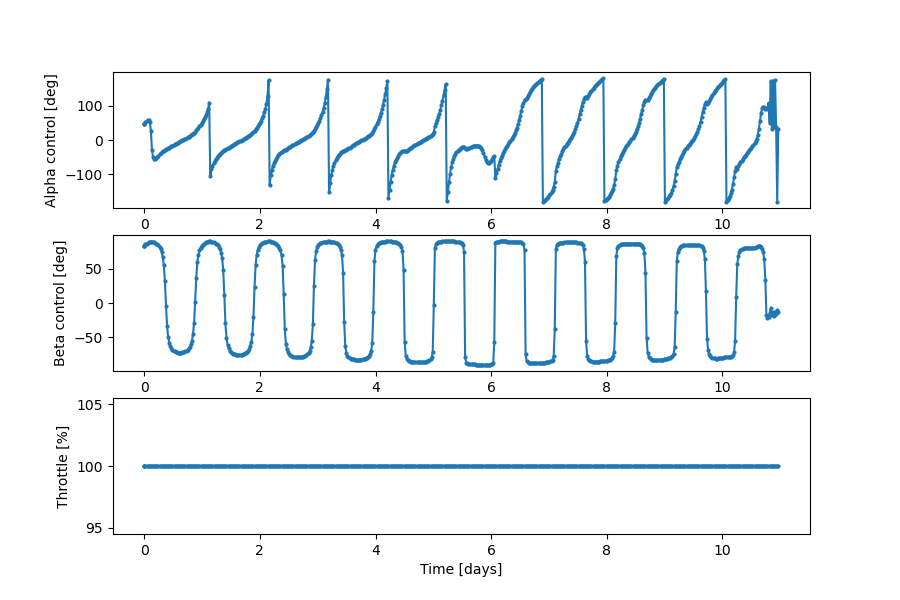 Alpha control [deg]
100
0
−100
0 2 4 6 8 10
Beta control [deg]
50
0
−50
0 2 4 6 8 10
Throttle [%]
105
100
95
0 2 4 6 8 10
Time [days]